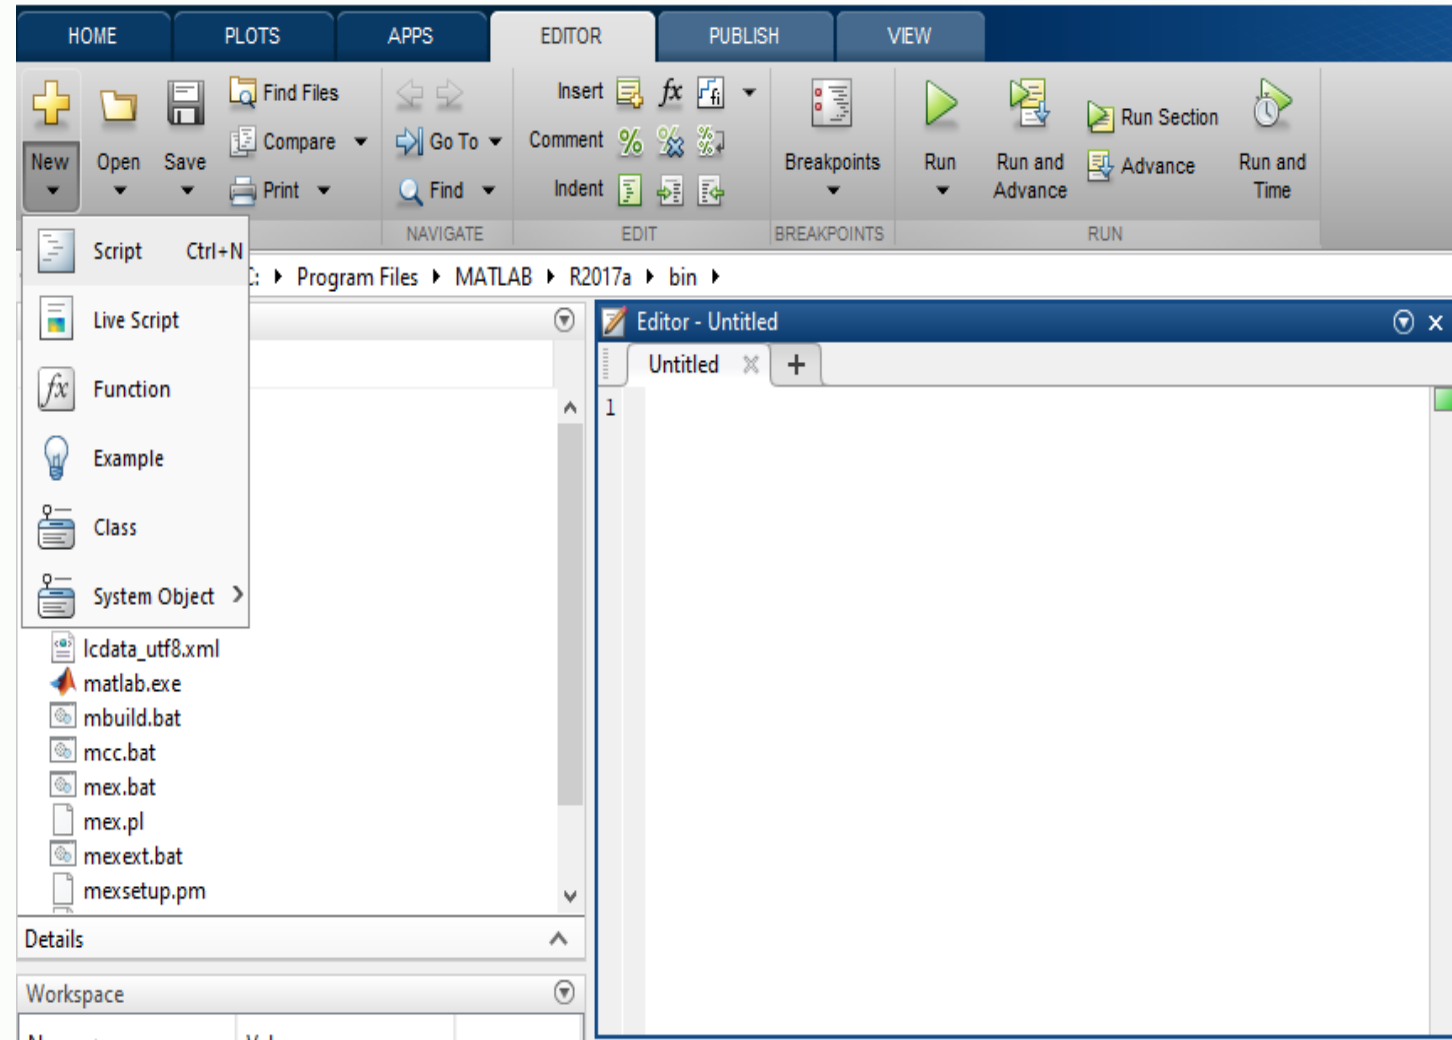 HOME PLOTS APPS EDITOR PUBLISH VIEW
New
Open
Save
Find Files
Compare
Print
Go To
Find
NAVIGATE
Insert fx fi
Comment
Indent
EDIT
Breakpoints
BREAKPOINTS
Run
Run and
Advance
Run Section
Advance
Run and
Time
RUN
Script Ctrl+N
Live Script
fx Function
Example
Class
System Object
C: Program Files MATLAB R2017a bin
lcdata_utf8.xml
matlab.exe
mbuild.bat
mcc.bat
mex.bat
mex.pl
mexext.bat
mexsetup.pm
Details
Workspace
Editor - Untitled
Untitled
1